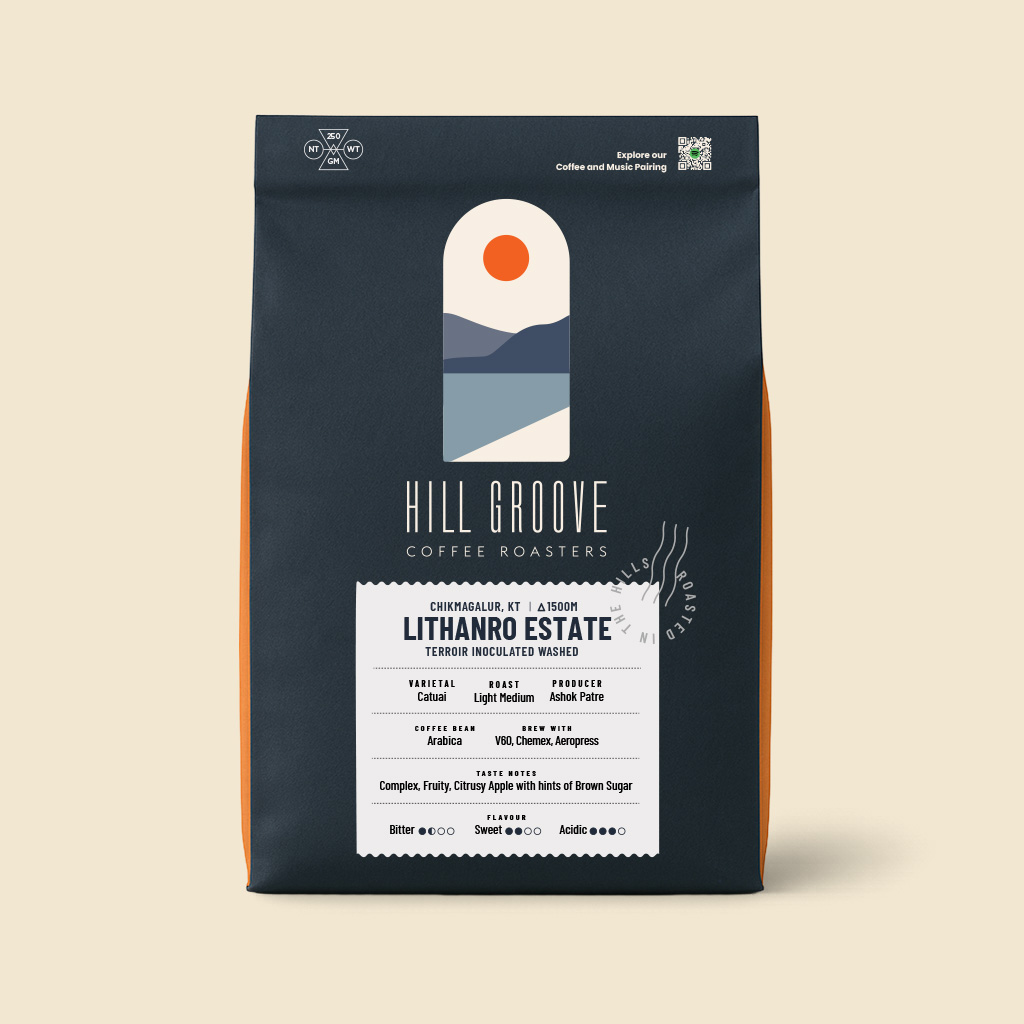 250
NT WT
GM
Explore our
Coffee and Music Pairing
HILL GROOVE
COFFEE ROASTERS
ROASTED IN THE HILLS
CHIKMAGALUR, KT | △1500M
LITHANRO ESTATE
TERROIR INOCULATED WASHED
VARIETAL ROAST PRODUCER
Catuai Light Medium Ashok Patre
COFFEE BEAN BREW WITH
Arabica V60, Chemex, Aeropress
TASTE NOTES
Complex, Fruity, Citrusy Apple with hints of Brown Sugar
FLAVOUR
Bitter Sweet Acidic